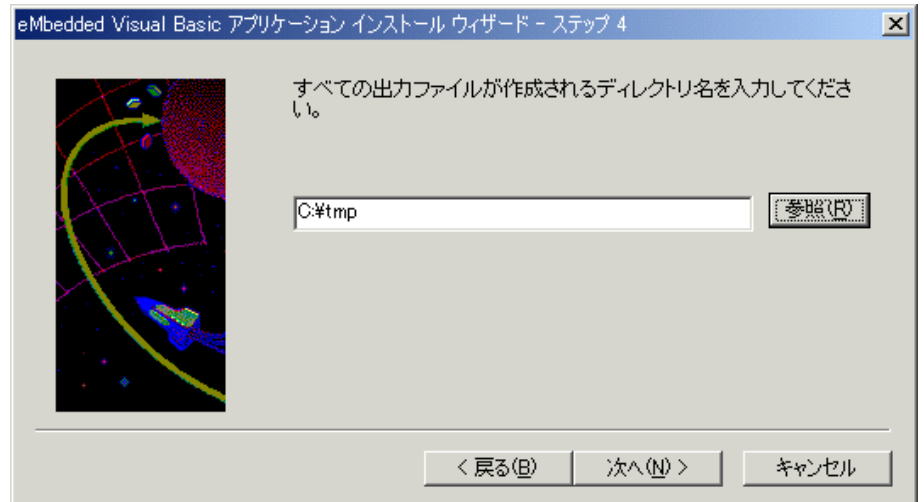 eMbedded Visual Basic アプリケーション インストール ウィザード - ステップ 4
すべての出力ファイルが作成されるディレクトリ名を入力してくださ
い。
C:¥tmp
参照(R)
< 戻る(B)
次へ(N) >
キャンセル